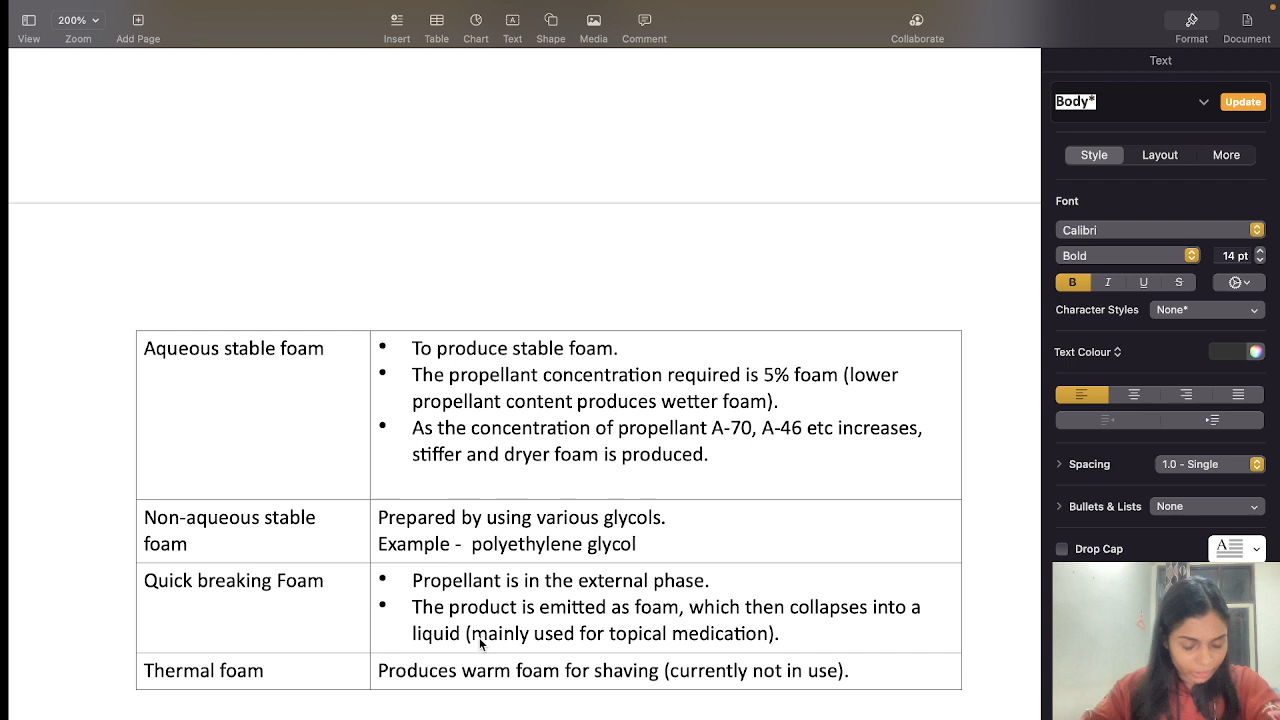 200%
View
Zoom
Add Page
Insert
Table
Chart
Text
Shape
Media
Comment
Collaborate
Format
Document
Text
Body*
Update
Style
Layout
More
Font
Calibri
Bold
14 pt
B I U S
Character Styles
None*
Text Colour
Spacing
1.0 - Single
Bullets & Lists
None
Drop Cap
A
Aqueous stable foam
• To produce stable foam.
• The propellant concentration required is 5% foam (lower
propellant content produces wetter foam).
• As the concentration of propellant A-70, A-46 etc increases,
stiffer and dryer foam is produced.
Non-aqueous stable
foam
Prepared by using various glycols.
Example - polyethylene glycol
Quick breaking Foam
• Propellant is in the external phase.
• The product is emitted as foam, which then collapses into a
liquid (mainly used for topical medication).
Thermal foam
Produces warm foam for shaving (currently not in use).